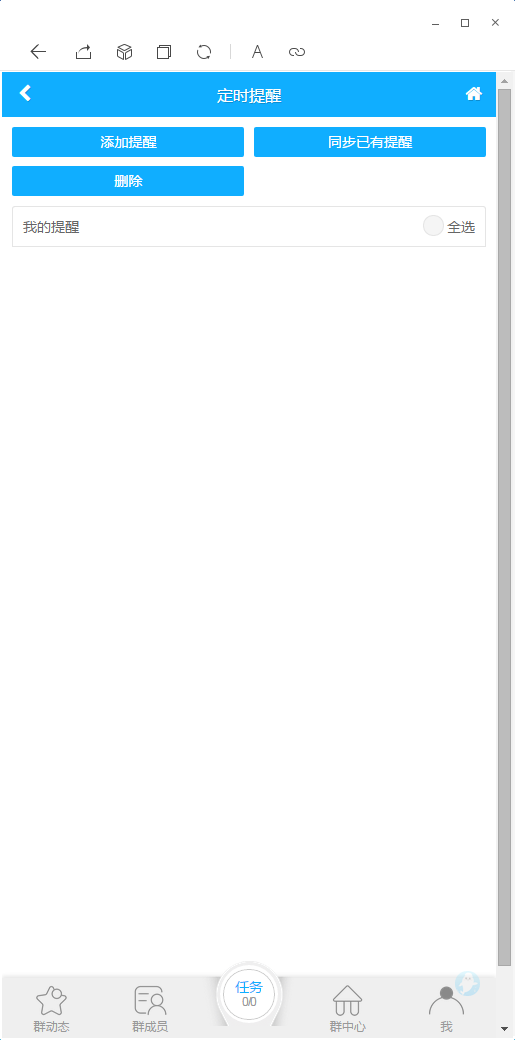 定时提醒
添加提醒 同步已有提醒
删除
我的提醒 全选
任务
0/0
群动态 群成员 群中心 我